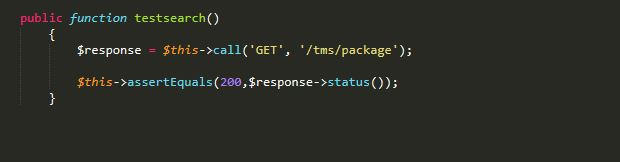 public function testsearch()
{
$response = $this->call('GET', '/tms/package');
$this->assertEquals(200,$response->status());
}